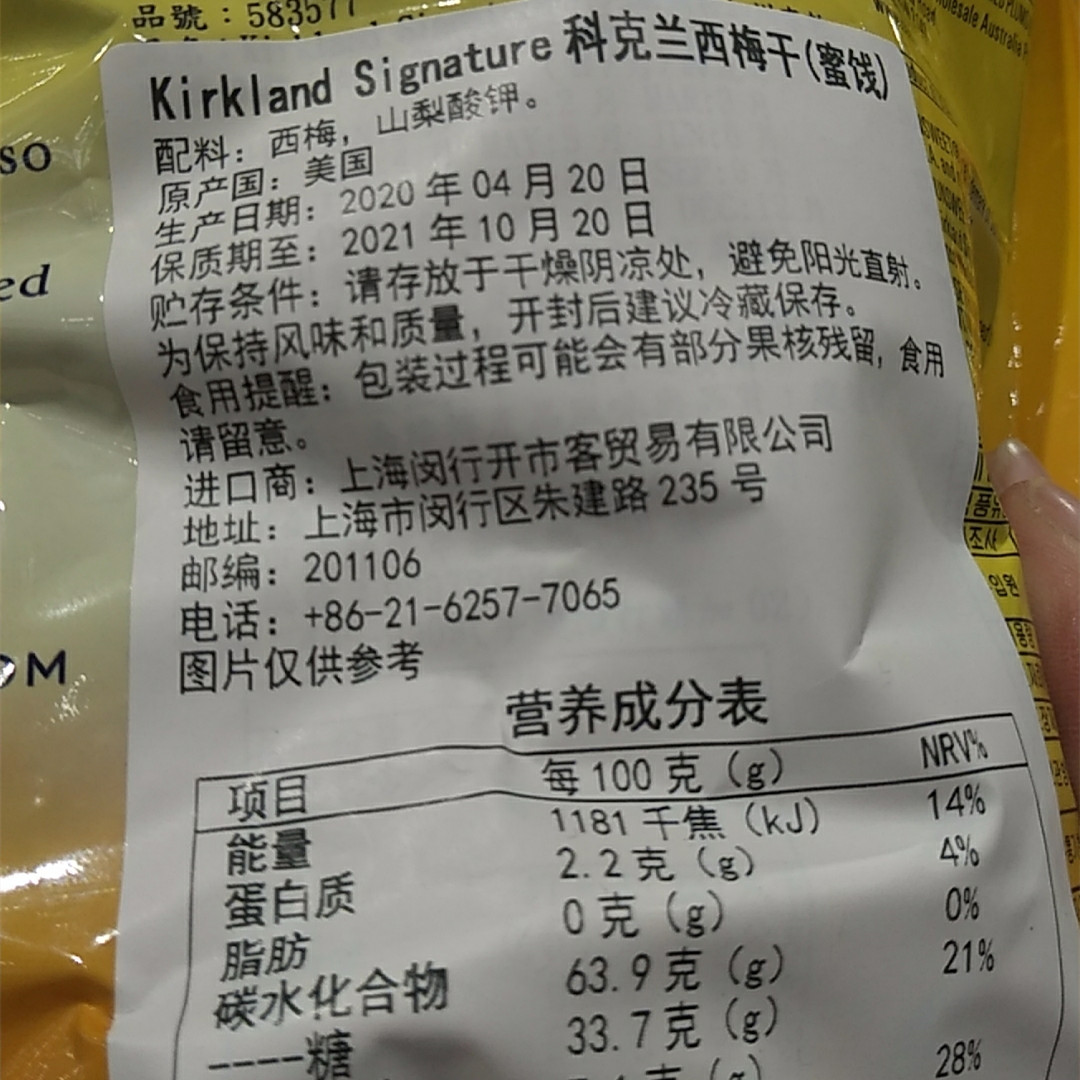 品號：583577
Kirkland Signature 科克兰西梅干(蜜饯)
配料：西梅，山梨酸钾。
原产国：美国
生产日期：2020 年 04 月 20 日
保质期至：2021 年 10 月 20 日
贮存条件：请存放于干燥阴凉处，避免阳光直射。
为保持风味和质量，开封后建议冷藏保存。
食用提醒：包装过程可能会有部分果核残留，食用
请留意。
进口商：上海闵行开市客贸易有限公司
地址：上海市闵行区朱建路 235 号
邮编：201106
电话：+86-21-6257-7065
图片仅供参考
营养成分表
项目 每 100 克（g） NRV%
能量 1181 千焦（kJ） 14%
蛋白质 2.2 克（g） 4%
脂肪 0 克（g） 0%
碳水化合物 63.9 克（g） 21%
----糖 33.7 克（g）
28%
so
ed
OM